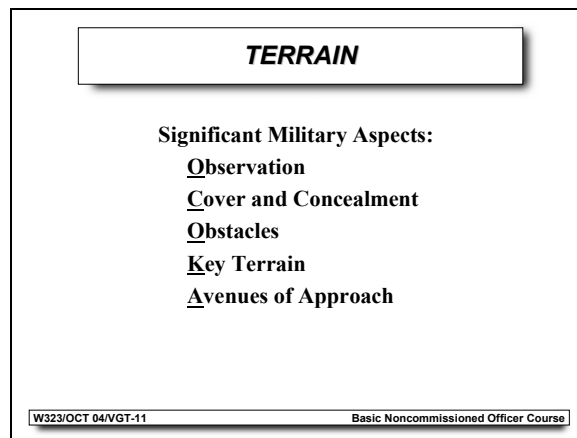 TERRAIN
Significant Military Aspects:
Observation
Cover and Concealment
Obstacles
Key Terrain
Avenues of Approach
W323/OCT 04/VGT-11 Basic Noncommissioned Officer Course